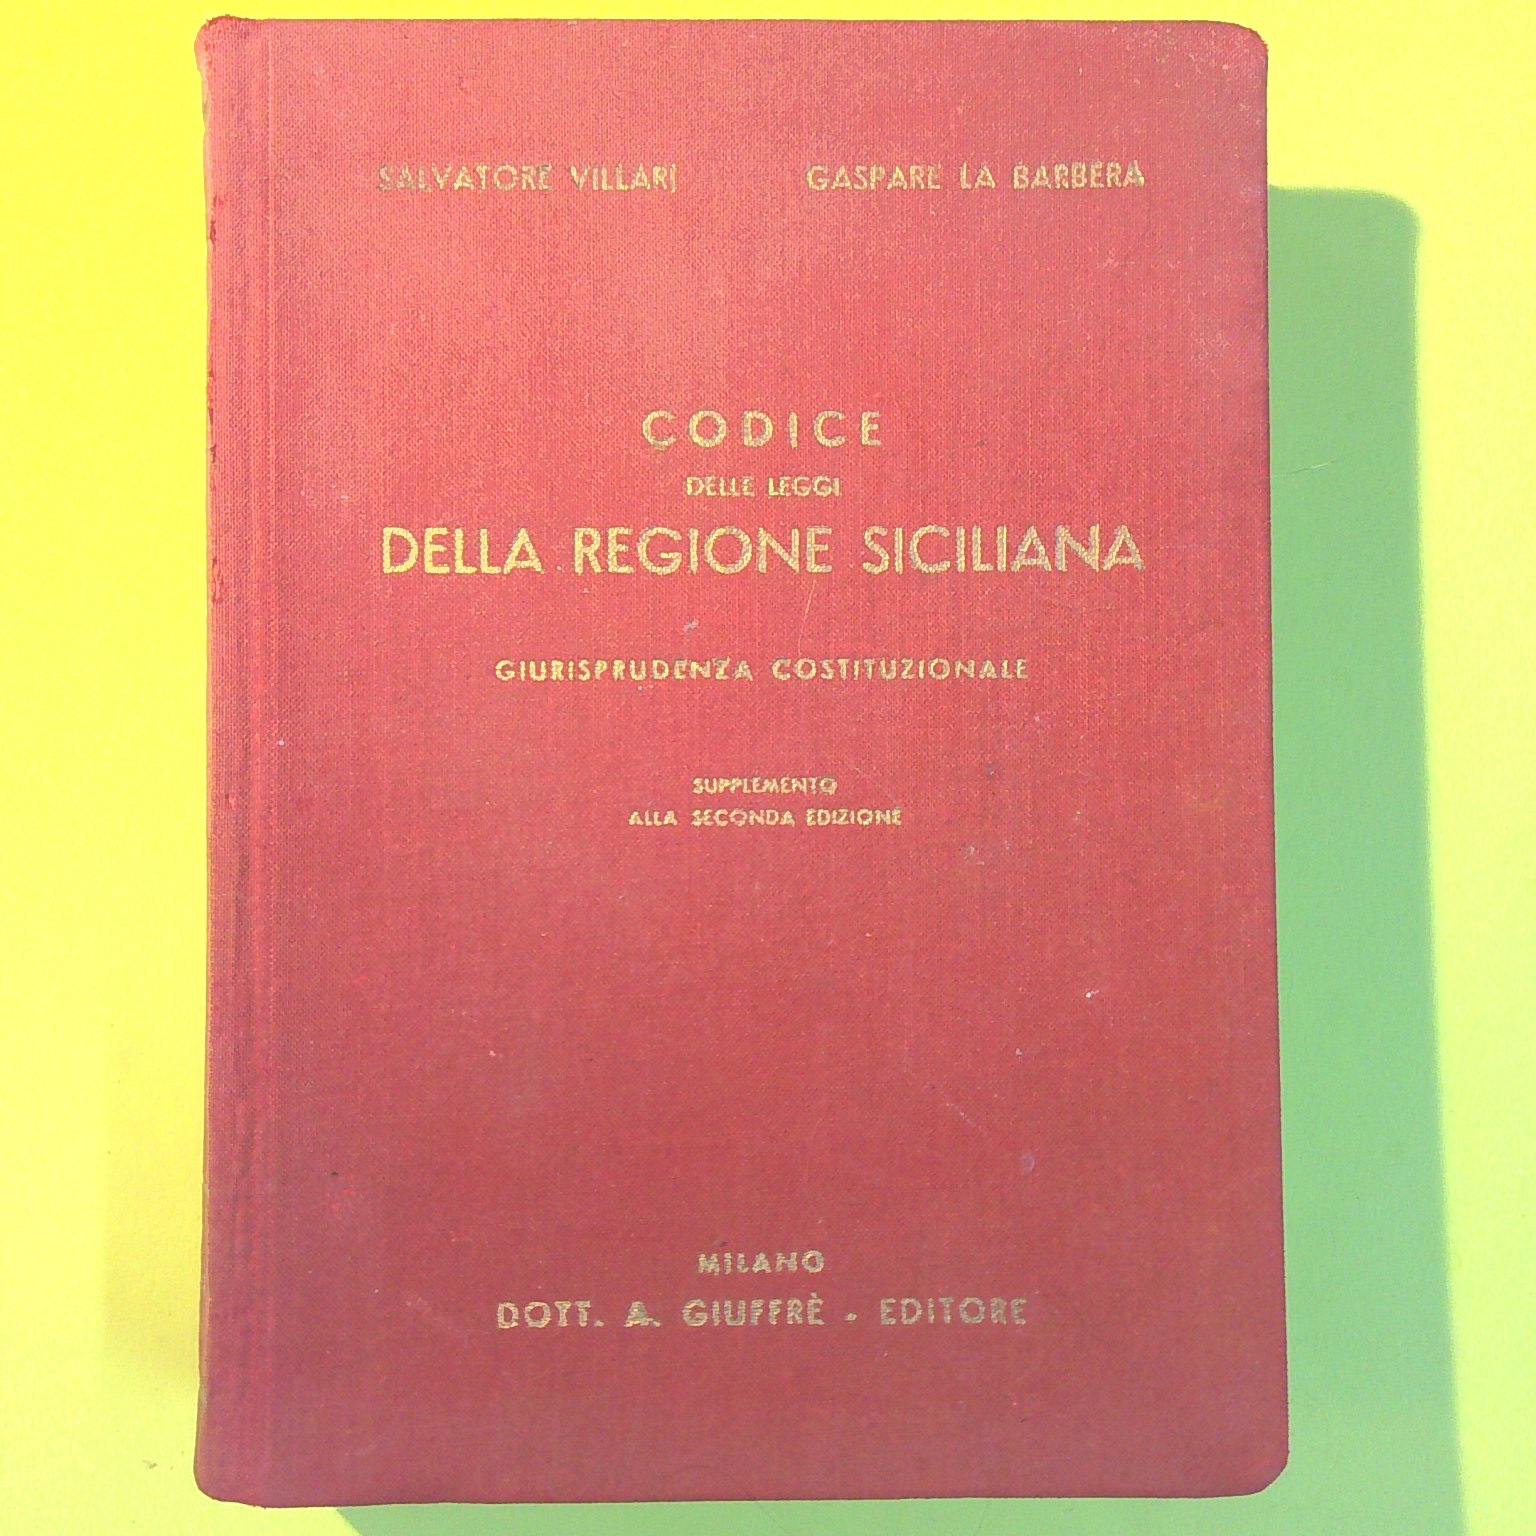 SALVATORE VILLARI GASPARE LA BARBERA
CODICE
DELLE LEGGI
DELLA REGIONE SICILIANA
GIURISPRUDENZA COSTITUZIONALE
SUPPLEMENTO
ALLA SECONDA EDIZIONE
MILANO
DOTT. A. GIUFFRÈ - EDITORE